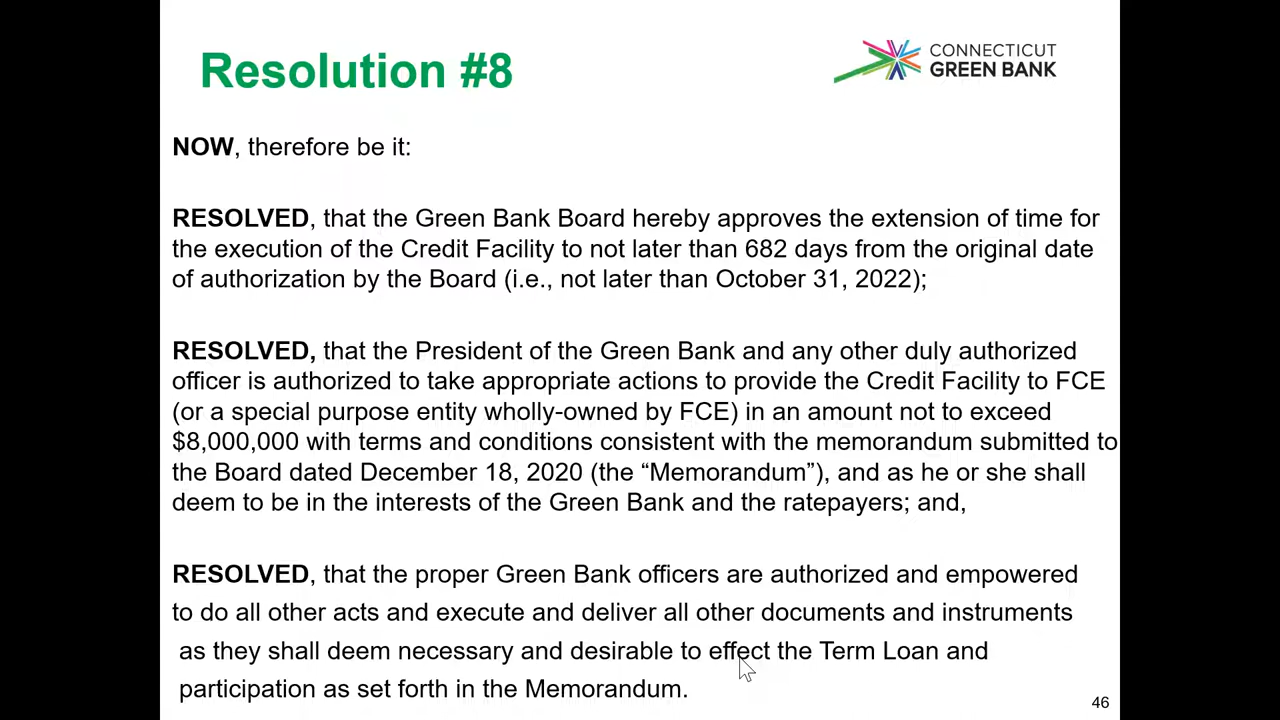 Resolution #8
CONNECTICUT
GREEN BANK
NOW, therefore be it:
RESOLVED, that the Green Bank Board hereby approves the extension of time for
the execution of the Credit Facility to not later than 682 days from the original date
of authorization by the Board (i.e., not later than October 31, 2022);
RESOLVED, that the President of the Green Bank and any other duly authorized
officer is authorized to take appropriate actions to provide the Credit Facility to FCE
(or a special purpose entity wholly-owned by FCE) in an amount not to exceed
$8,000,000 with terms and conditions consistent with the memorandum submitted to
the Board dated December 18, 2020 (the “Memorandum”), and as he or she shall
deem to be in the interests of the Green Bank and the ratepayers; and,
RESOLVED, that the proper Green Bank officers are authorized and empowered
to do all other acts and execute and deliver all other documents and instruments
as they shall deem necessary and desirable to effect the Term Loan and
participation as set forth in the Memorandum.
46